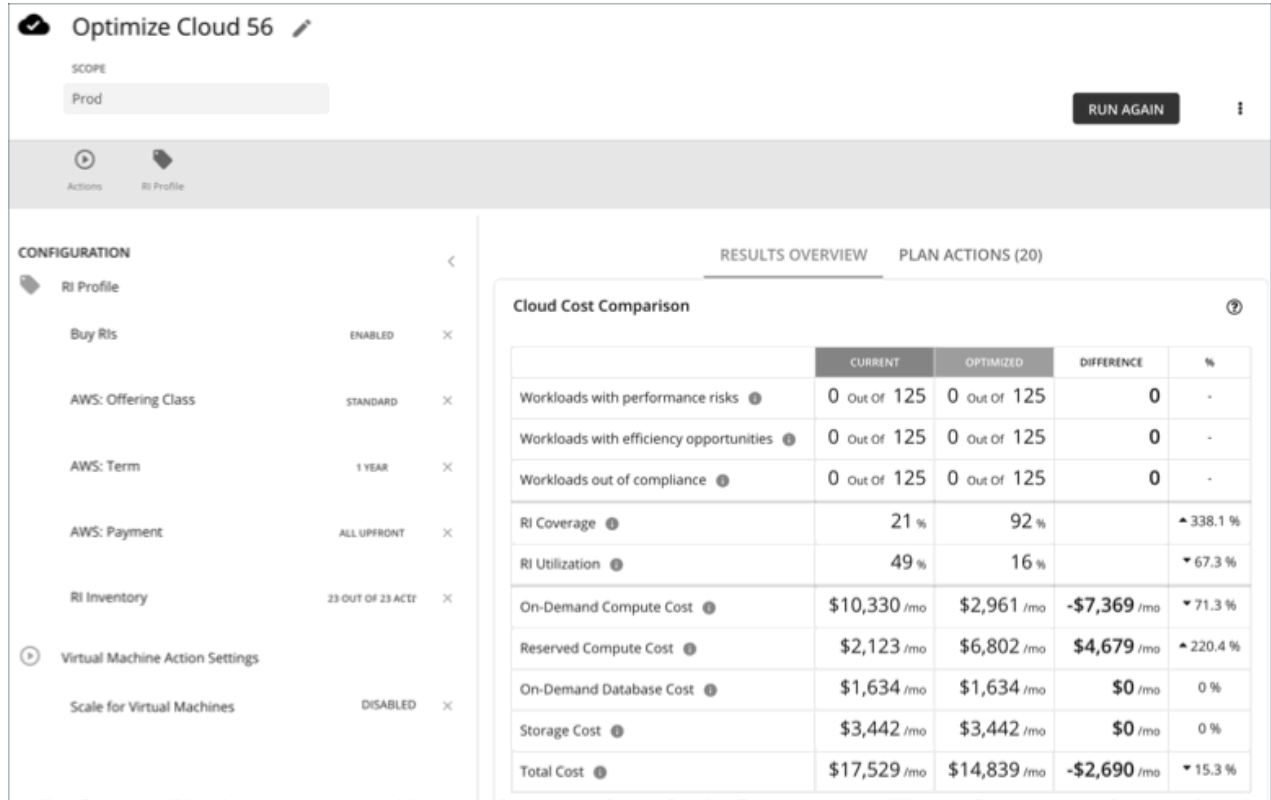 Optimize Cloud 56
SCOPE
Prod
RUN AGAIN
Actions
RI Profile
CONFIGURATION
RI Profile
Buy RIs ENABLED
AWS: Offering Class STANDARD
AWS: Term 1 YEAR
AWS: Payment ALL UPFRONT
RI Inventory 23 OUT OF 23
Virtual Machine Action Settings
Scale for Virtual Machines DISABLED
RESULTS OVERVIEW PLAN ACTIONS (20)
Cloud Cost Comparison
CURRENT OPTIMIZED DIFFERENCE %
Workloads with performance risks 0 Out Of 125 0 Out Of 125 0 -
Workloads with efficiency opportunities 0 Out Of 125 0 Out Of 125 0 -
Workloads out of compliance 0 Out Of 125 0 Out Of 125 0 -
RI Coverage 21 % 92 % 338.1 %
RI Utilization 49 % 16 % 67.3 %
On-Demand Compute Cost $10,330 /mo $2,961 /mo -$7,369 /mo 71.3 %
Reserved Compute Cost $2,123 /mo $6,802 /mo $4,679 /mo 220.4 %
On-Demand Database Cost $1,634 /mo $1,634 /mo $0 /mo 0 %
Storage Cost $3,442 /mo $3,442 /mo $0 /mo 0 %
Total Cost $17,529 /mo $14,839 /mo -$2,690 /mo 15.3 %